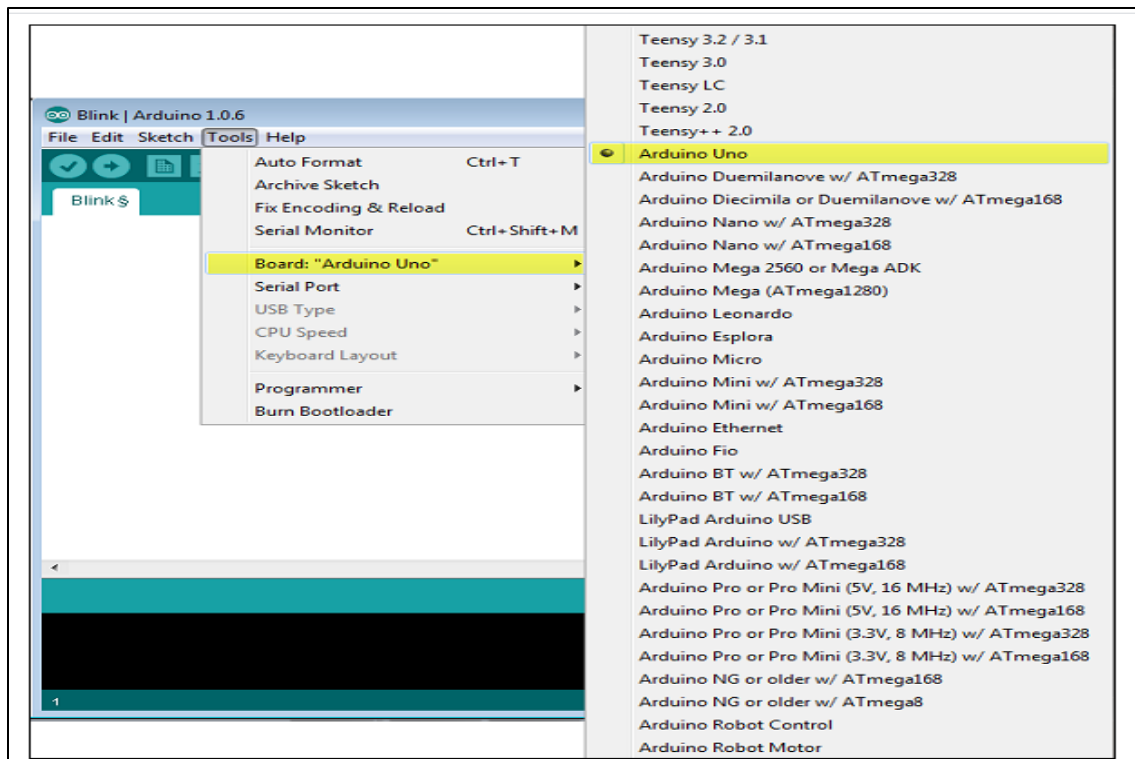 Blink | Arduino 1.0.6
File Edit Sketch Tools Help
Blink §
Auto Format Ctrl+T
Archive Sketch
Fix Encoding & Reload
Serial Monitor Ctrl+Shift+M
Board: "Arduino Uno"
Serial Port
USB Type
CPU Speed
Keyboard Layout
Programmer
Burn Bootloader
1
Teensy 3.2 / 3.1
Teensy 3.0
Teensy LC
Teensy 2.0
Teensy++ 2.0
Arduino Uno
Arduino Duemilanove w/ ATmega328
Arduino Diecimila or Duemilanove w/ ATmega168
Arduino Nano w/ ATmega328
Arduino Nano w/ ATmega168
Arduino Mega 2560 or Mega ADK
Arduino Mega (ATmega1280)
Arduino Leonardo
Arduino Esplora
Arduino Micro
Arduino Mini w/ ATmega328
Arduino Mini w/ ATmega168
Arduino Ethernet
Arduino Fio
Arduino BT w/ ATmega328
Arduino BT w/ ATmega168
LilyPad Arduino USB
LilyPad Arduino w/ ATmega328
LilyPad Arduino w/ ATmega168
Arduino Pro or Pro Mini (5V, 16 MHz) w/ ATmega328
Arduino Pro or Pro Mini (5V, 16 MHz) w/ ATmega168
Arduino Pro or Pro Mini (3.3V, 8 MHz) w/ ATmega328
Arduino Pro or Pro Mini (3.3V, 8 MHz) w/ ATmega168
Arduino NG or older w/ ATmega168
Arduino NG or older w/ ATmega8
Arduino Robot Control
Arduino Robot Motor